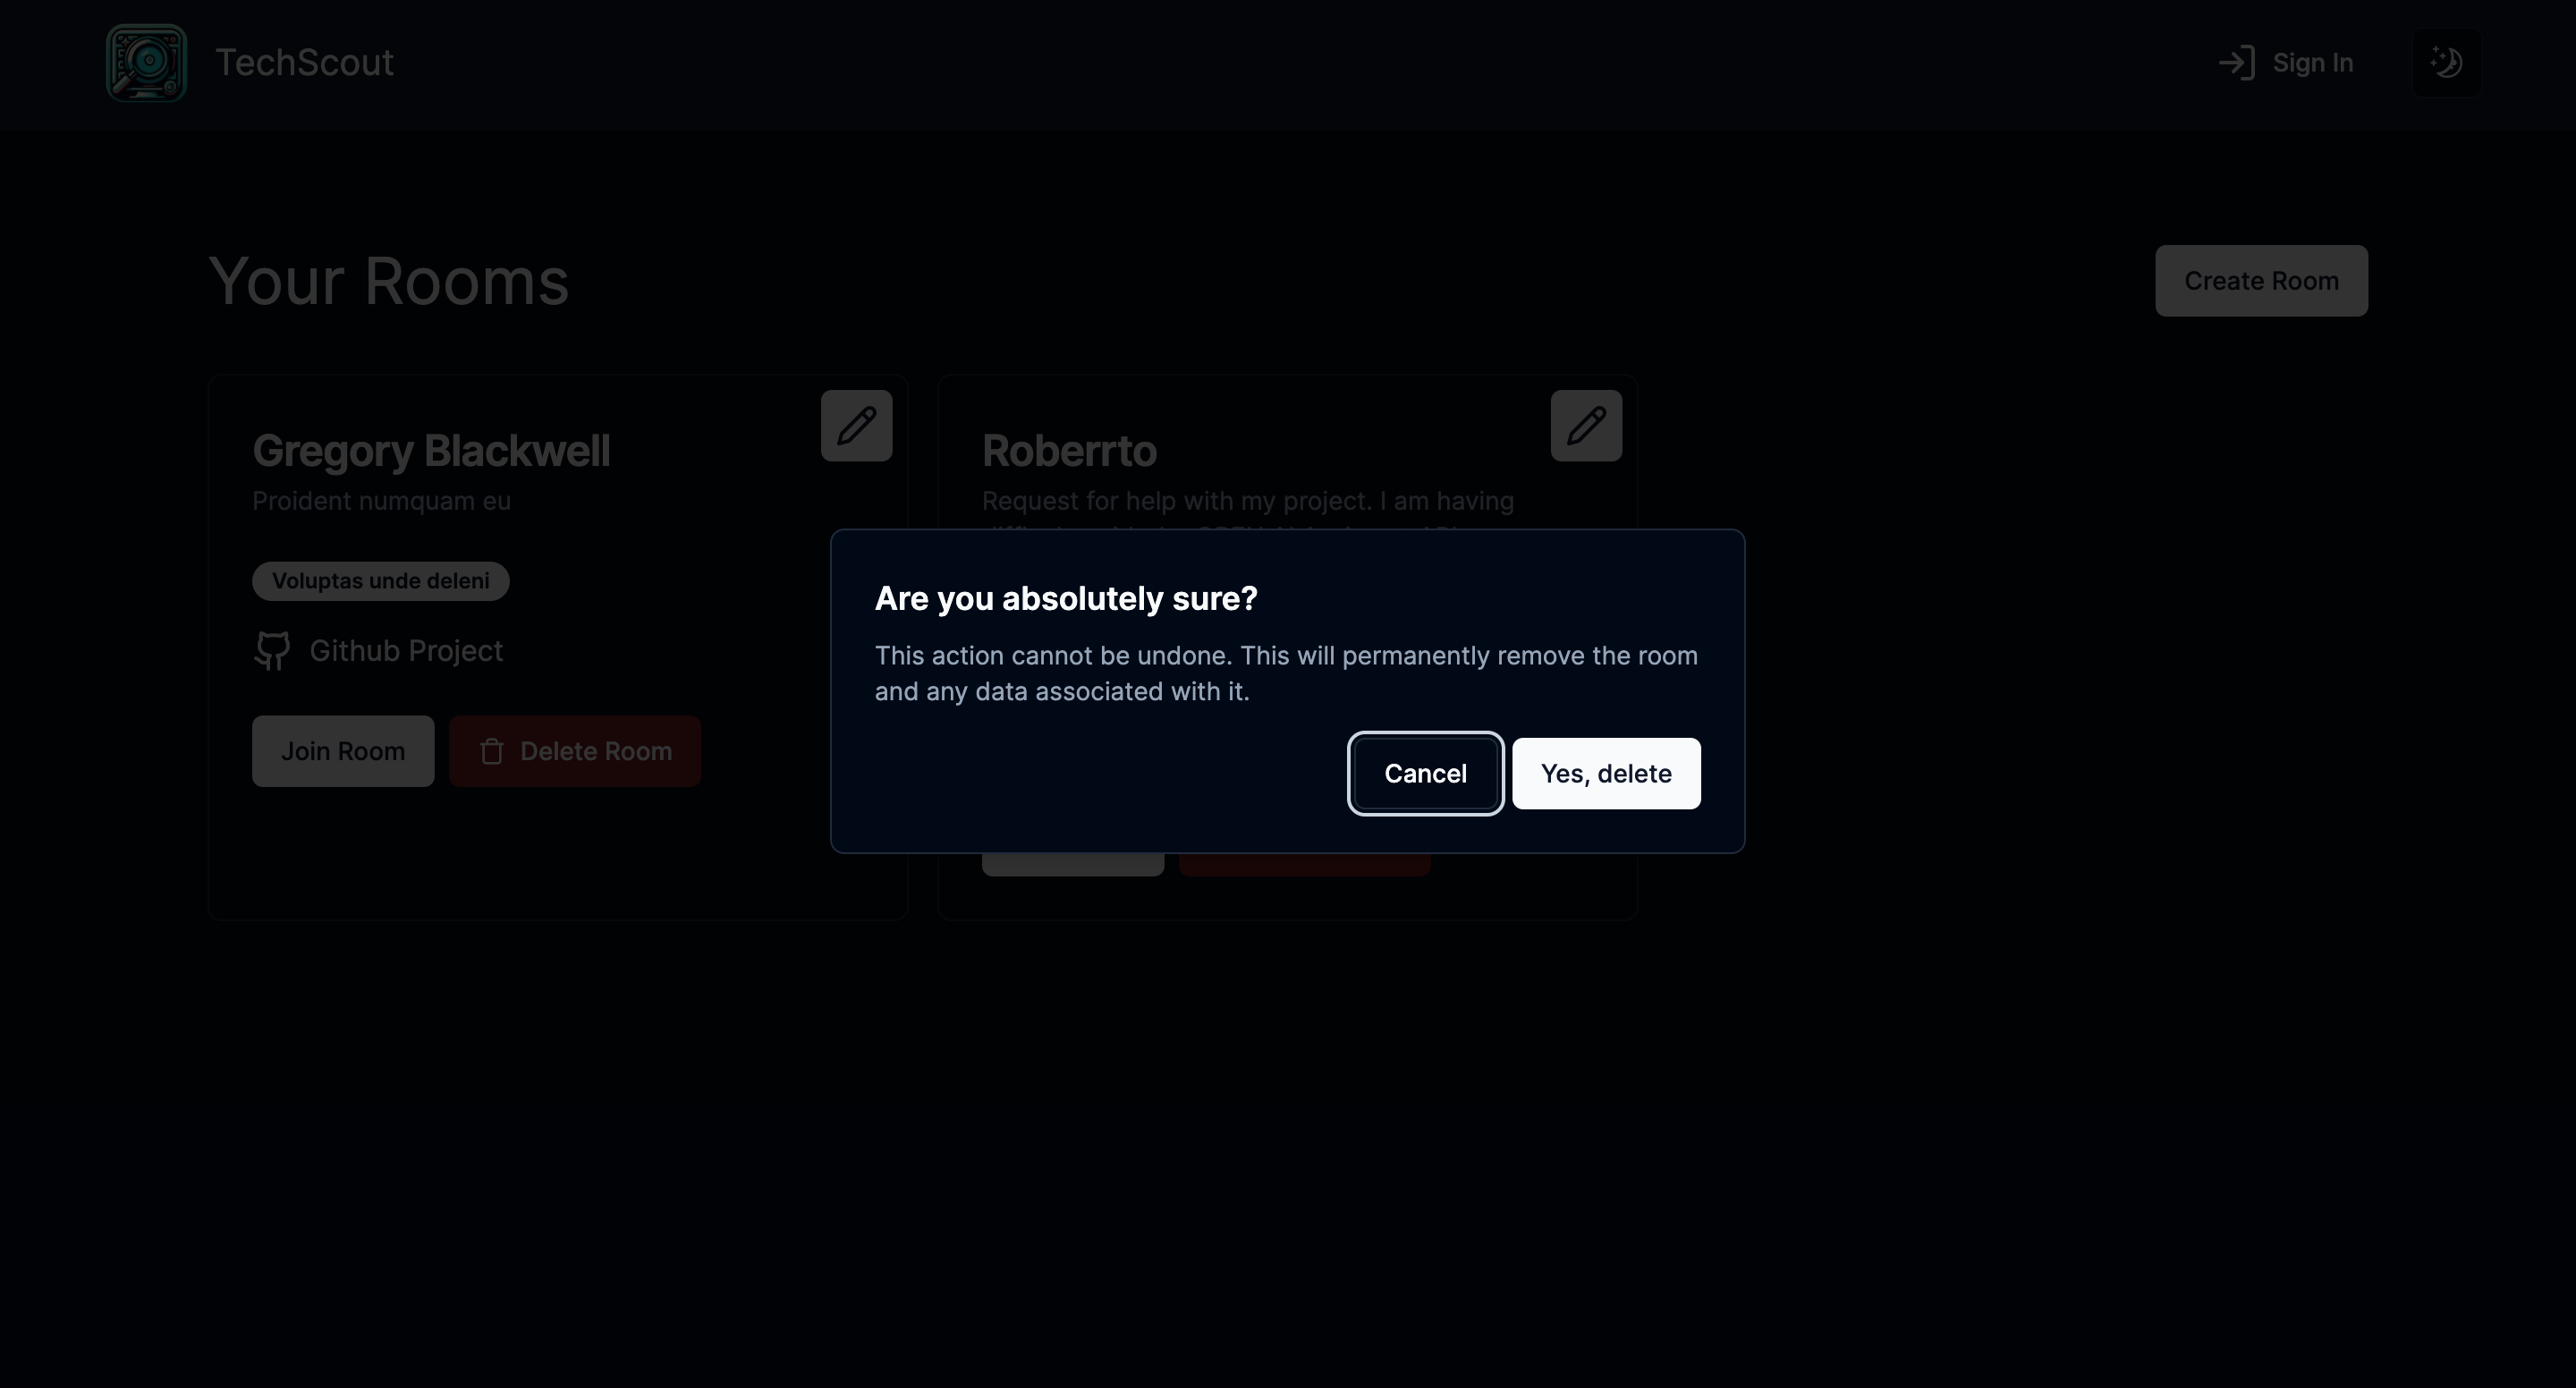 TechScout
Sign In
Your Rooms
Create Room
Gregory Blackwell
Proident numquam eu
Voluptas unde deleni
Github Project
Join Room
Delete Room
Roberrto
Request for help with my project. I am having
Are you absolutely sure?
This action cannot be undone. This will permanently remove the room
and any data associated with it.
Cancel
Yes, delete